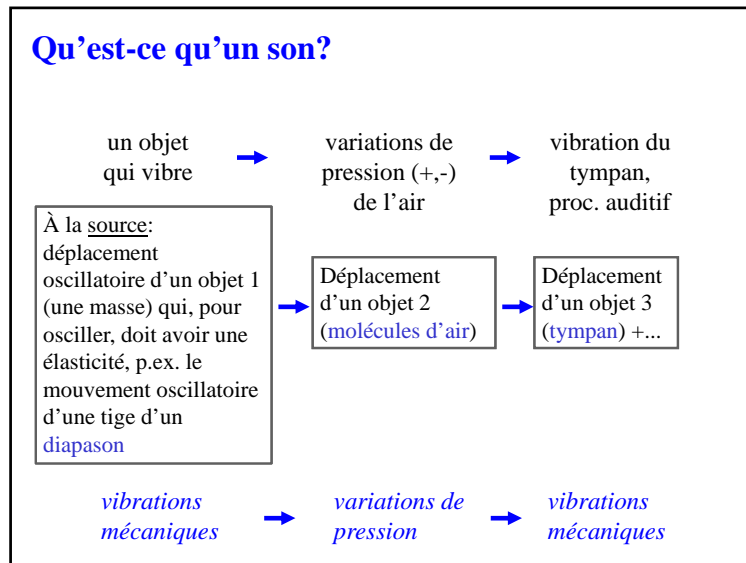 Qu’est-ce qu’un son?
un objet
qui vibre
variations de
pression (+,-)
de l’air
vibration du
tympan,
proc. auditif
À la source:
déplacement
oscillatoire d’un objet 1
(une masse) qui, pour
osciller, doit avoir une
élasticité, p.ex. le
mouvement oscillatoire
d’une tige d’un
diapason
Déplacement
d’un objet 2
(molécules d’air)
Déplacement
d’un objet 3
(tympan) +...
vibrations
mécaniques
variations de
pression
vibrations
mécaniques